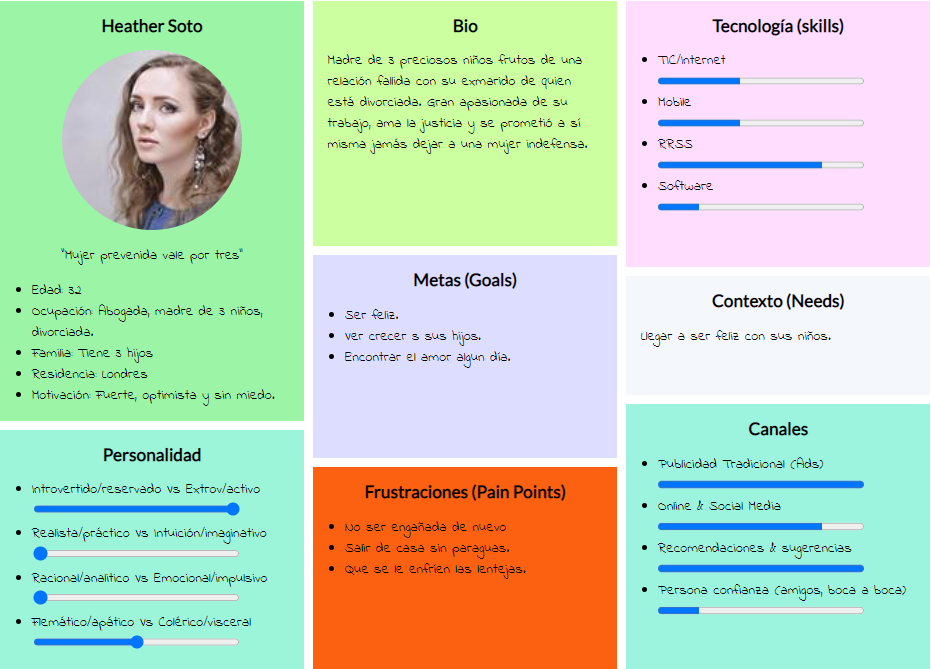 Heather Soto
"Mujer prevenida vale por tres"
Edad: 32
Ocupación: Abogada, madre de 3 niños,
divorciada.
Familia: Tiene 3 hijos
Residencia: Londres
Motivación: Fuerte, optimista y sin miedo.
Personalidad
Introvertido/reservado Vs Extrov/activo
Realista/práctico Vs Intuición/imaginativo
Racional/analítico Vs Emocional/impulsivo
Flemático/apático Vs Colérico/visceral
Bio
Madre de 3 preciosos niños frutos de una
relación fallida con su exmarido de quien
está divorciada. Gran apasionada de su
trabajo, ama la justicia y se prometió a sí
misma jamás dejar a una mujer indefensa.
Metas (Goals)
Ser feliz.
Ver crecer s sus hijos.
Encontrar el amor algun día.
Frustraciones (Pain Points)
No ser engañada de nuevo
Salir de casa sin paraguas.
Que se le enfríen las lentejas.
Tecnología (skills)
TIC/Internet
Mobile
RRSS
Software
Contexto (Needs)
Llegar a ser feliz con sus niños.
Canales
Publicidad Tradicional (Ads)
Online & Social Media
Recomendaciones & sugerencias
Persona confianza (amigos, boca a boca)